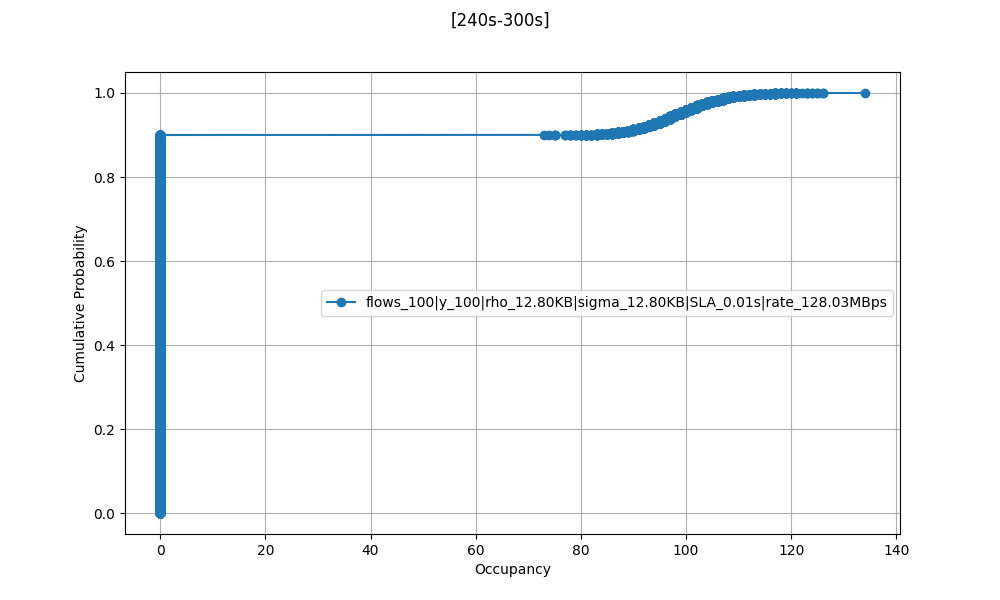 [240s-300s]
1.0
0.8
0.6
0.4
0.2
0.0
Cumulative Probability
flows_100|y_100|rho_12.80KB|sigma_12.80KB|SLA_0.01s|rate_128.03MBps
0 20 40 60 80 100 120 140
Occupancy